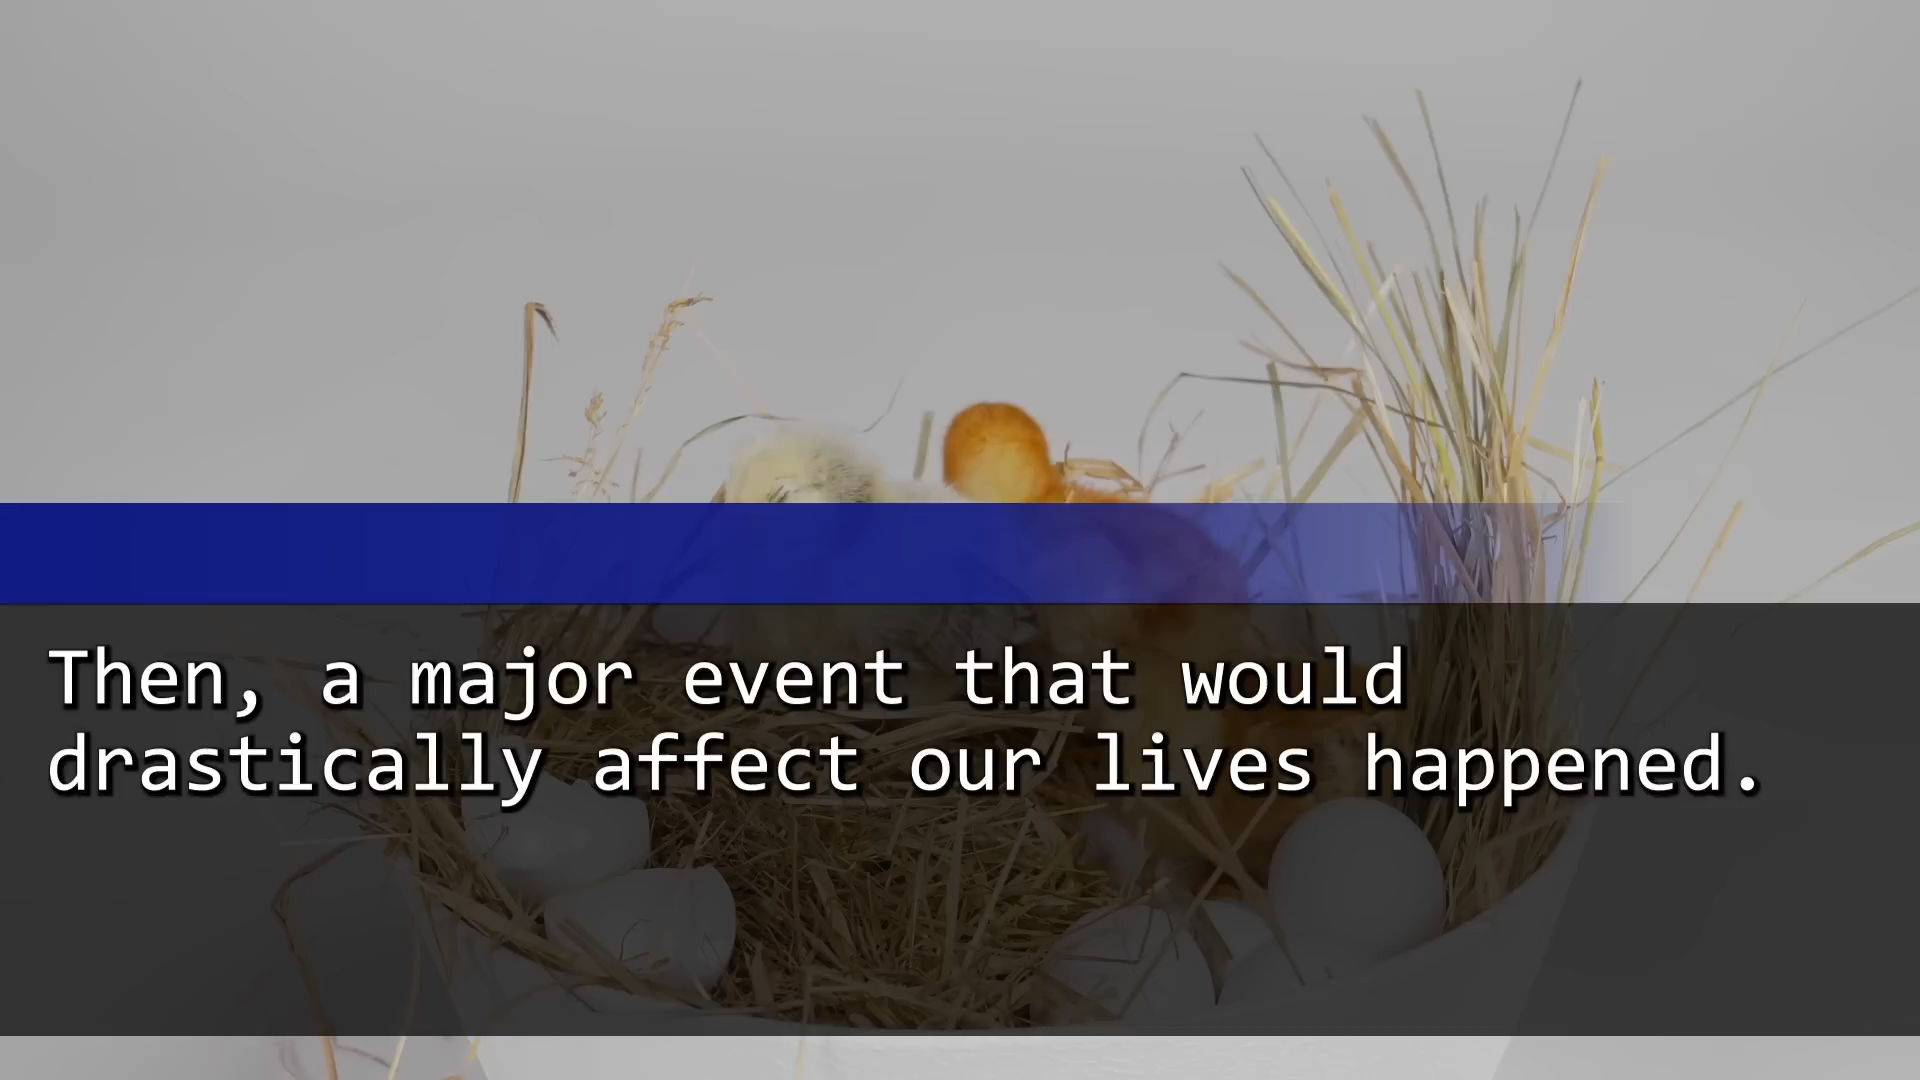 Then, a major event that would
drastically affect our lives happened.